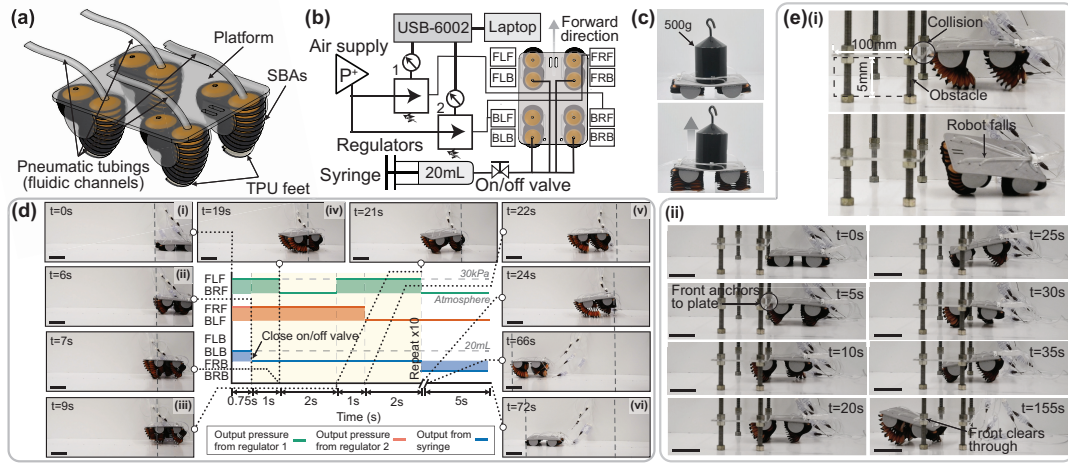 (a)
Platform
SBAs
Pneumatic tubings
(fluidic channels)
TPU feet
(b)
USB-6002
Laptop
Forward
direction
Air supply
P+
1
2
FLF
FLB
FRF
FRB
BLF
BLB
BRF
BRB
Regulators
Syringe
20mL
On/off valve
(c)
500g
(d)
t=0s
(i)
t=19s
(iv)
t=21s
t=22s
(v)
t=6s
(ii)
t=24s
t=7s
t=66s
t=9s
(iii)
t=72s
(vi)
FLF
BRF
FRF
BLF
FLB
BLB
FRB
BRB
30kPa
Atmosphere
20mL
Close on/off valve
Repeat x10
0.75s
1s
2s
1s
2s
5s
Time (s)
Output pressure
from regulator 1
Output pressure
from regulator 2
Output from
syringe
(e)(i)
Collision
100mm
5mm
Obstacle
Robot falls
(ii)
t=0s
t=25s
Front anchors
to plate
t=5s
t=30s
t=10s
t=35s
t=20s
t=155s
Front clears
through